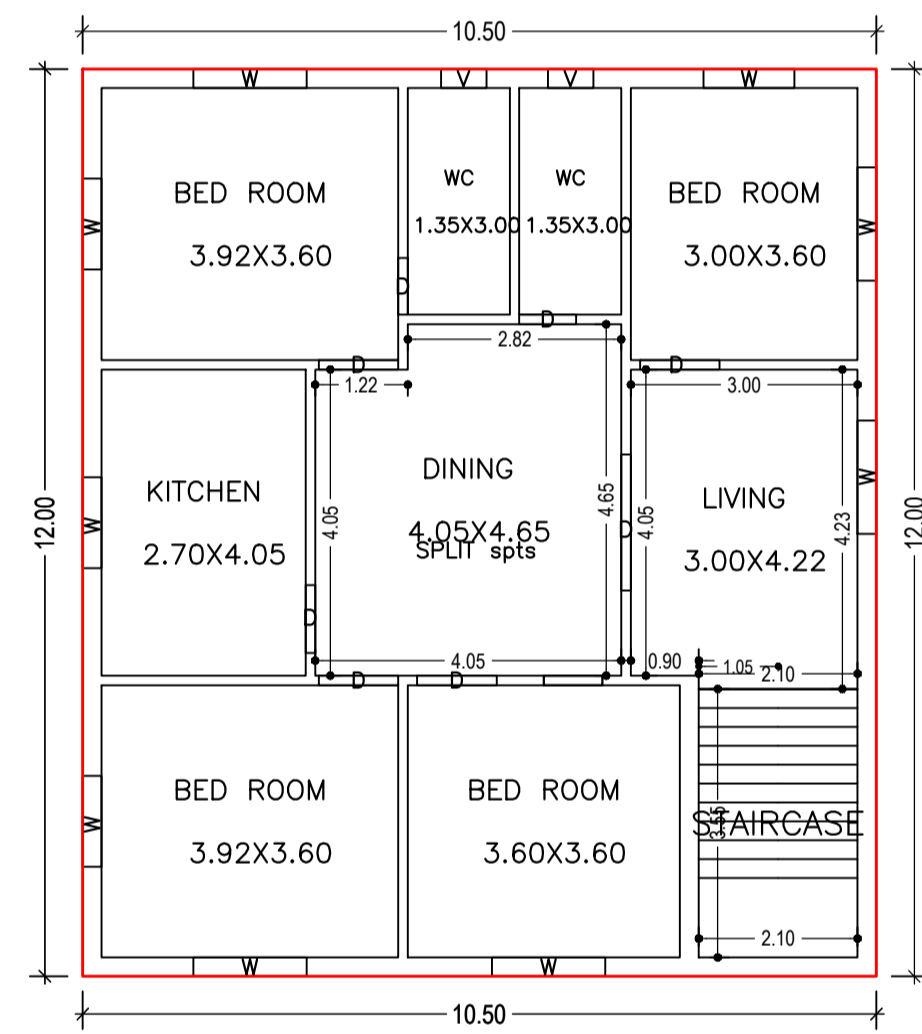 10.50
W V V W
BED ROOM
3.92X3.60
WC
1.35X3.00
WC
1.35X3.00
BED ROOM
3.00X3.60
W
W
D
D
2.82
D
D
1.22
3.00
KITCHEN
2.70X4.05
W
4.05
DINING
4.05X4.65
SPLIT spts
4.65
D
4.05
LIVING
3.00X4.22
4.23
W
12.00
12.00
D
4.05
0.90
1.05
2.10
D
D
BED ROOM
3.92X3.60
W
BED ROOM
3.60X3.60
STAIRCASE
3.55
2.10
W
W
10.50